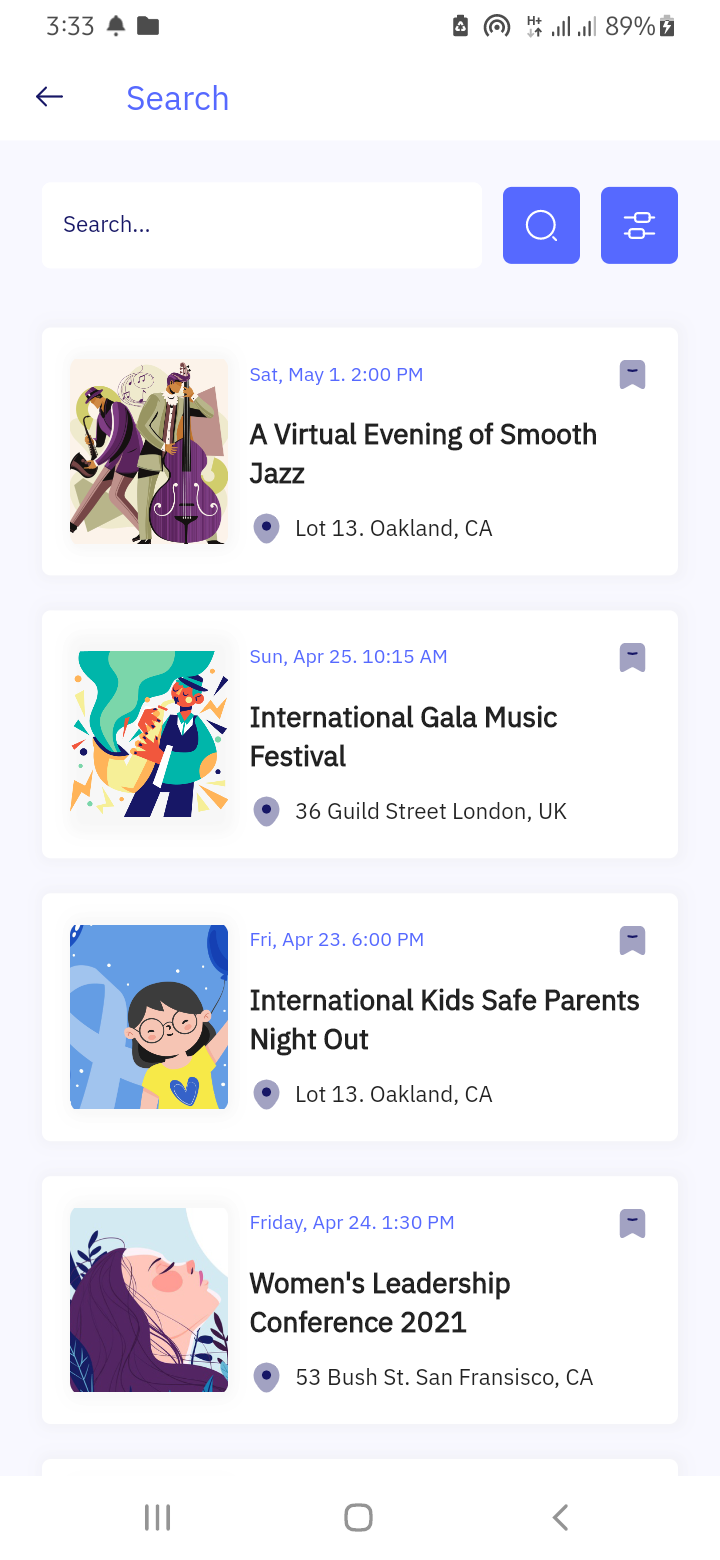 3:33
H+
89%
Search
Search...
Sat, May 1. 2:00 PM
A Virtual Evening of Smooth
Jazz
Lot 13. Oakland, CA
Sun, Apr 25. 10:15 AM
International Gala Music
Festival
36 Guild Street London, UK
Fri, Apr 23. 6:00 PM
International Kids Safe Parents
Night Out
Lot 13. Oakland, CA
Friday, Apr 24. 1:30 PM
Women's Leadership
Conference 2021
53 Bush St. San Fransisco, CA